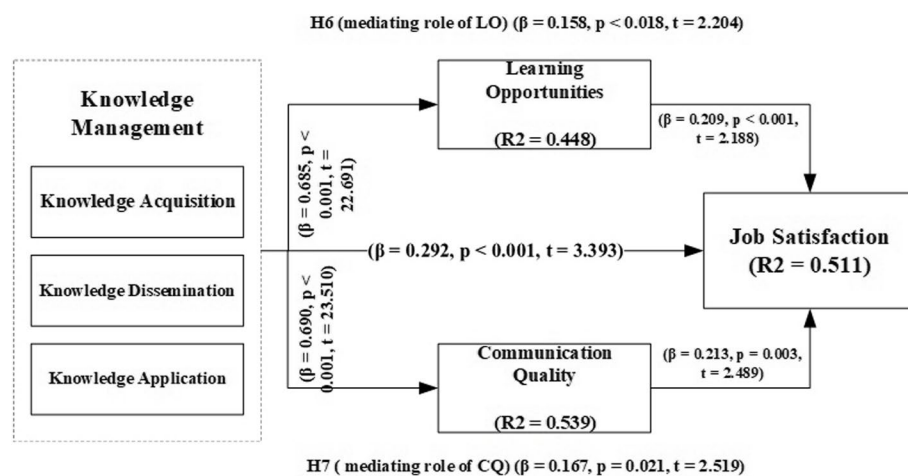 H6 (mediating role of LO) (β = 0.158, p < 0.018, t = 2.204)
Knowledge
Management
Knowledge Acquisition
Knowledge Dissemination
Knowledge Application
(β = 0.685, p <
0.001, t =
22.691)
Learning
Opportunities
(R2 = 0.448)
(β = 0.209, p < 0.001,
t = 2.188)
(β = 0.292, p < 0.001, t = 3.393)
Job Satisfaction
(R2 = 0.511)
(β = 0.690, p <
0.001, t = 23.510)
Communication
Quality
(R2 = 0.539)
(β = 0.213, p = 0.003,
t = 2.489)
H7 ( mediating role of CQ) (β = 0.167, p = 0.021, t = 2.519)